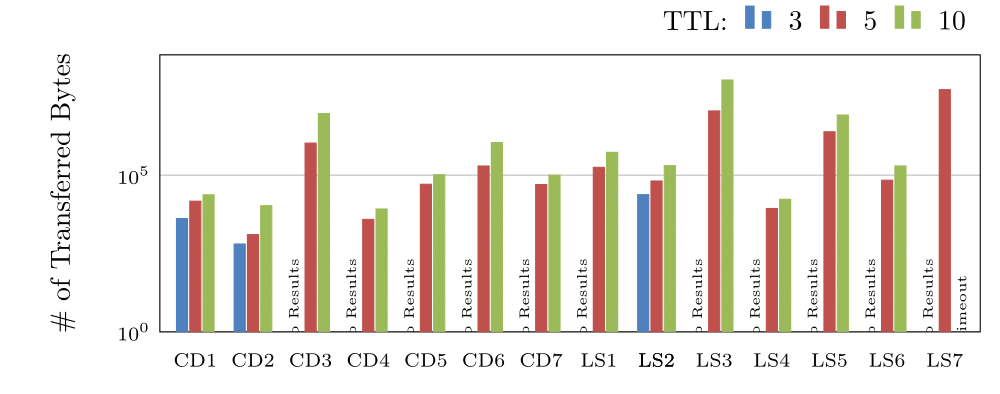 TTL: 3 5 10
# of Transferred Bytes
10^5
10^0
o Results
o Results
o Results
o Results
o Results
o Results
o Results
o Results
o Results
o Results
o Results
imeout
CD1 CD2 CD3 CD4 CD5 CD6 CD7 LS1 LS2 LS3 LS4 LS5 LS6 LS7